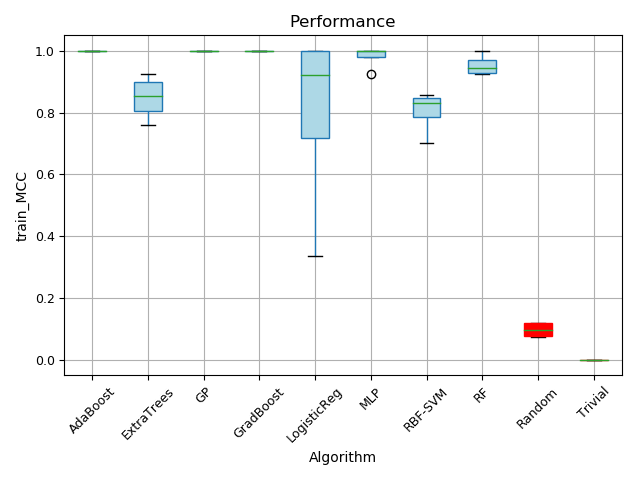 Performance
train_MCC
1.0
0.8
0.6
0.4
0.2
0.0
AdaBoost
ExtraTrees
GP
GradBoost
LogisticReg
MLP
RBF-SVM
RF
Random
Trivial
Algorithm